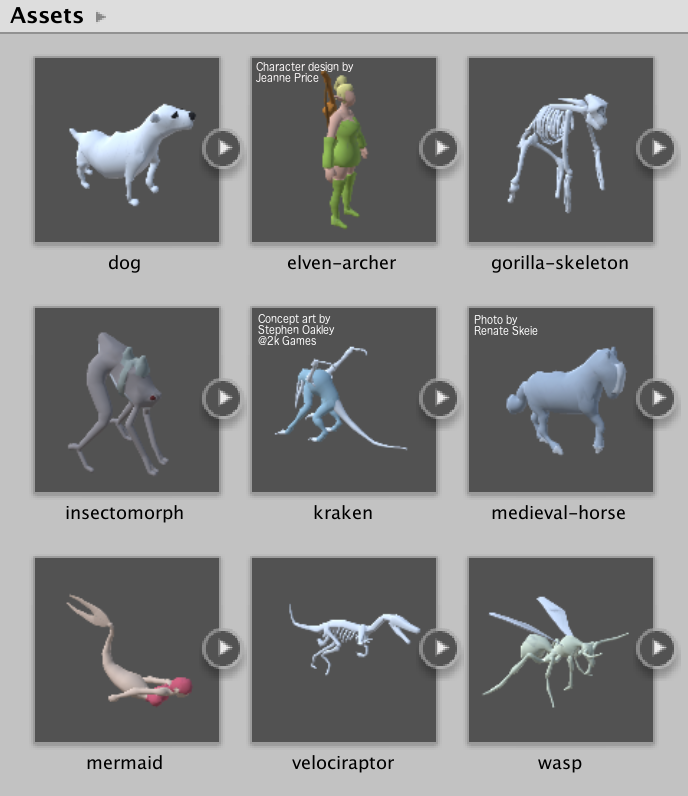 Assets
Character design by
Jeanne Price
dog
elven-archer
gorilla-skeleton
Concept art by
Stephen Oakley
@2k Games
Photo by
Renate Skeie
insectomorph
kraken
medieval-horse
mermaid
velociraptor
wasp